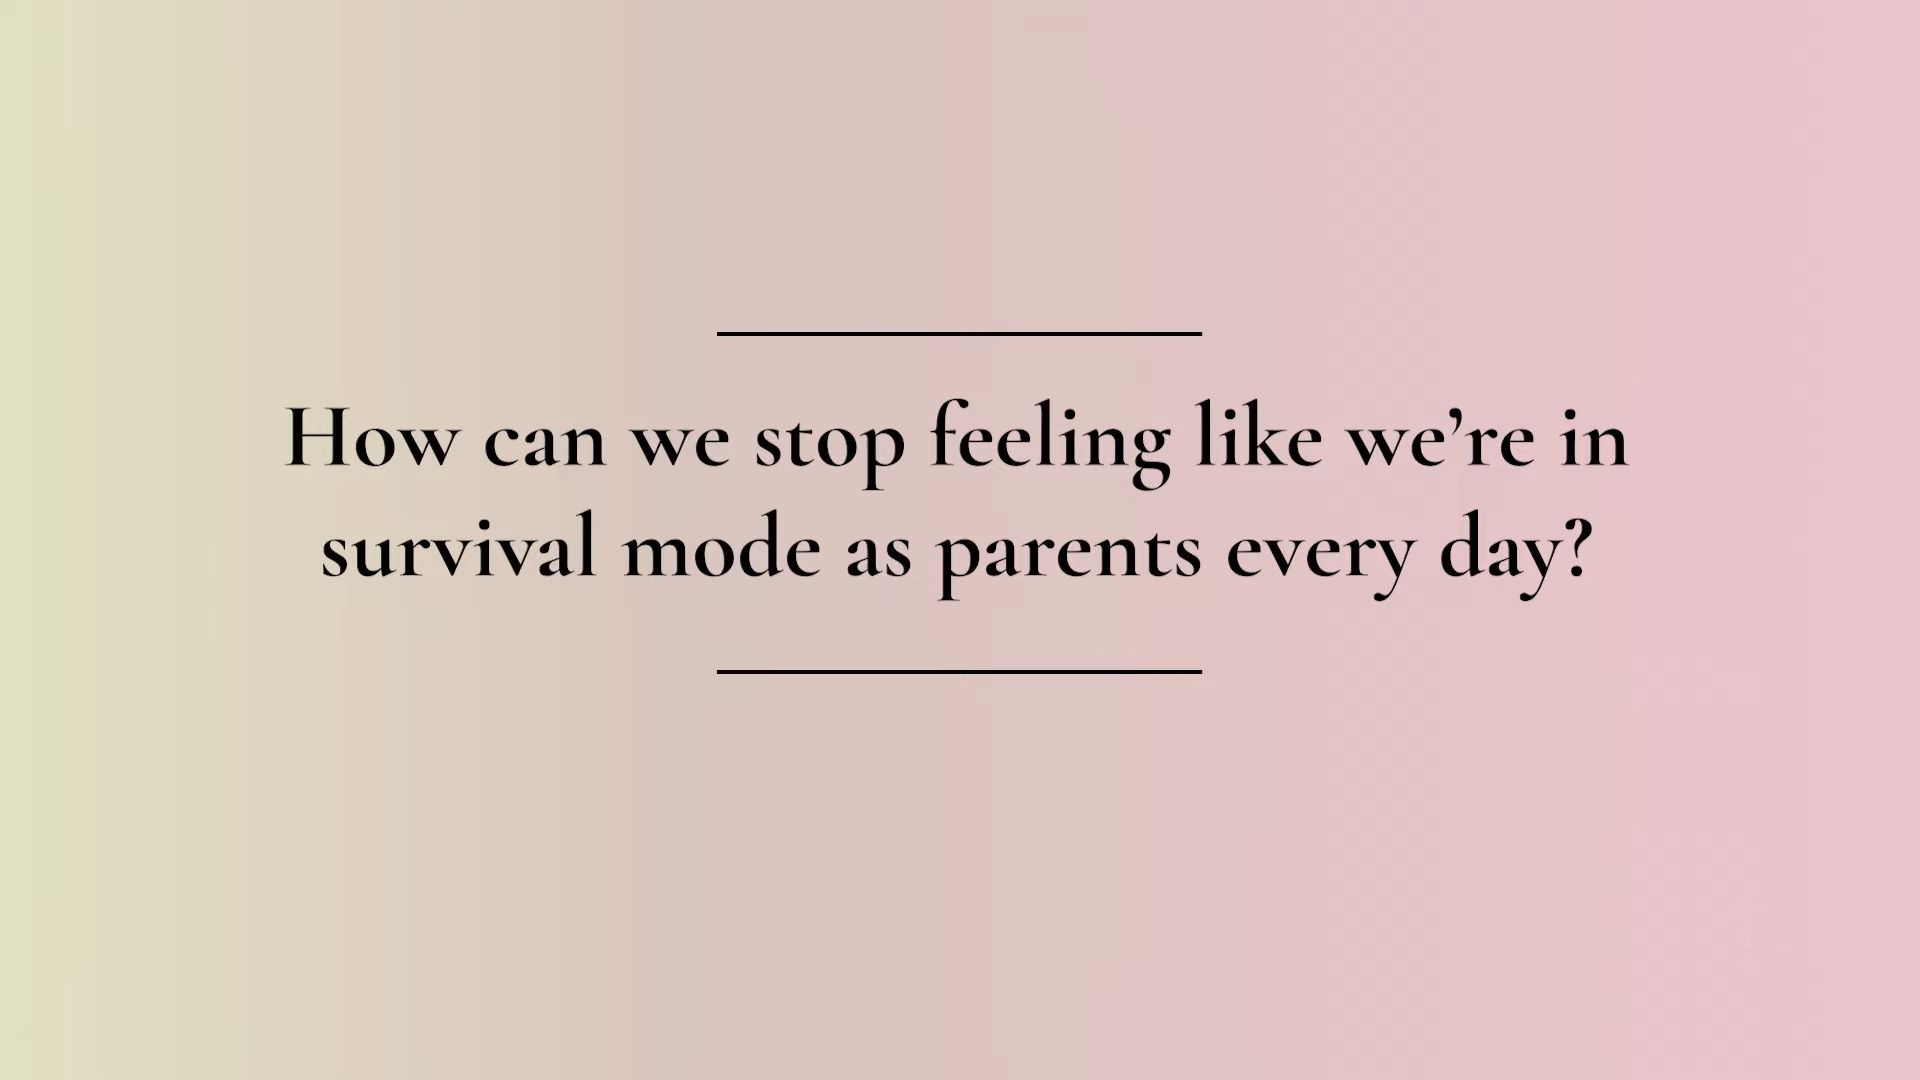 How can we stop feeling like we’re in
survival mode as parents every day?